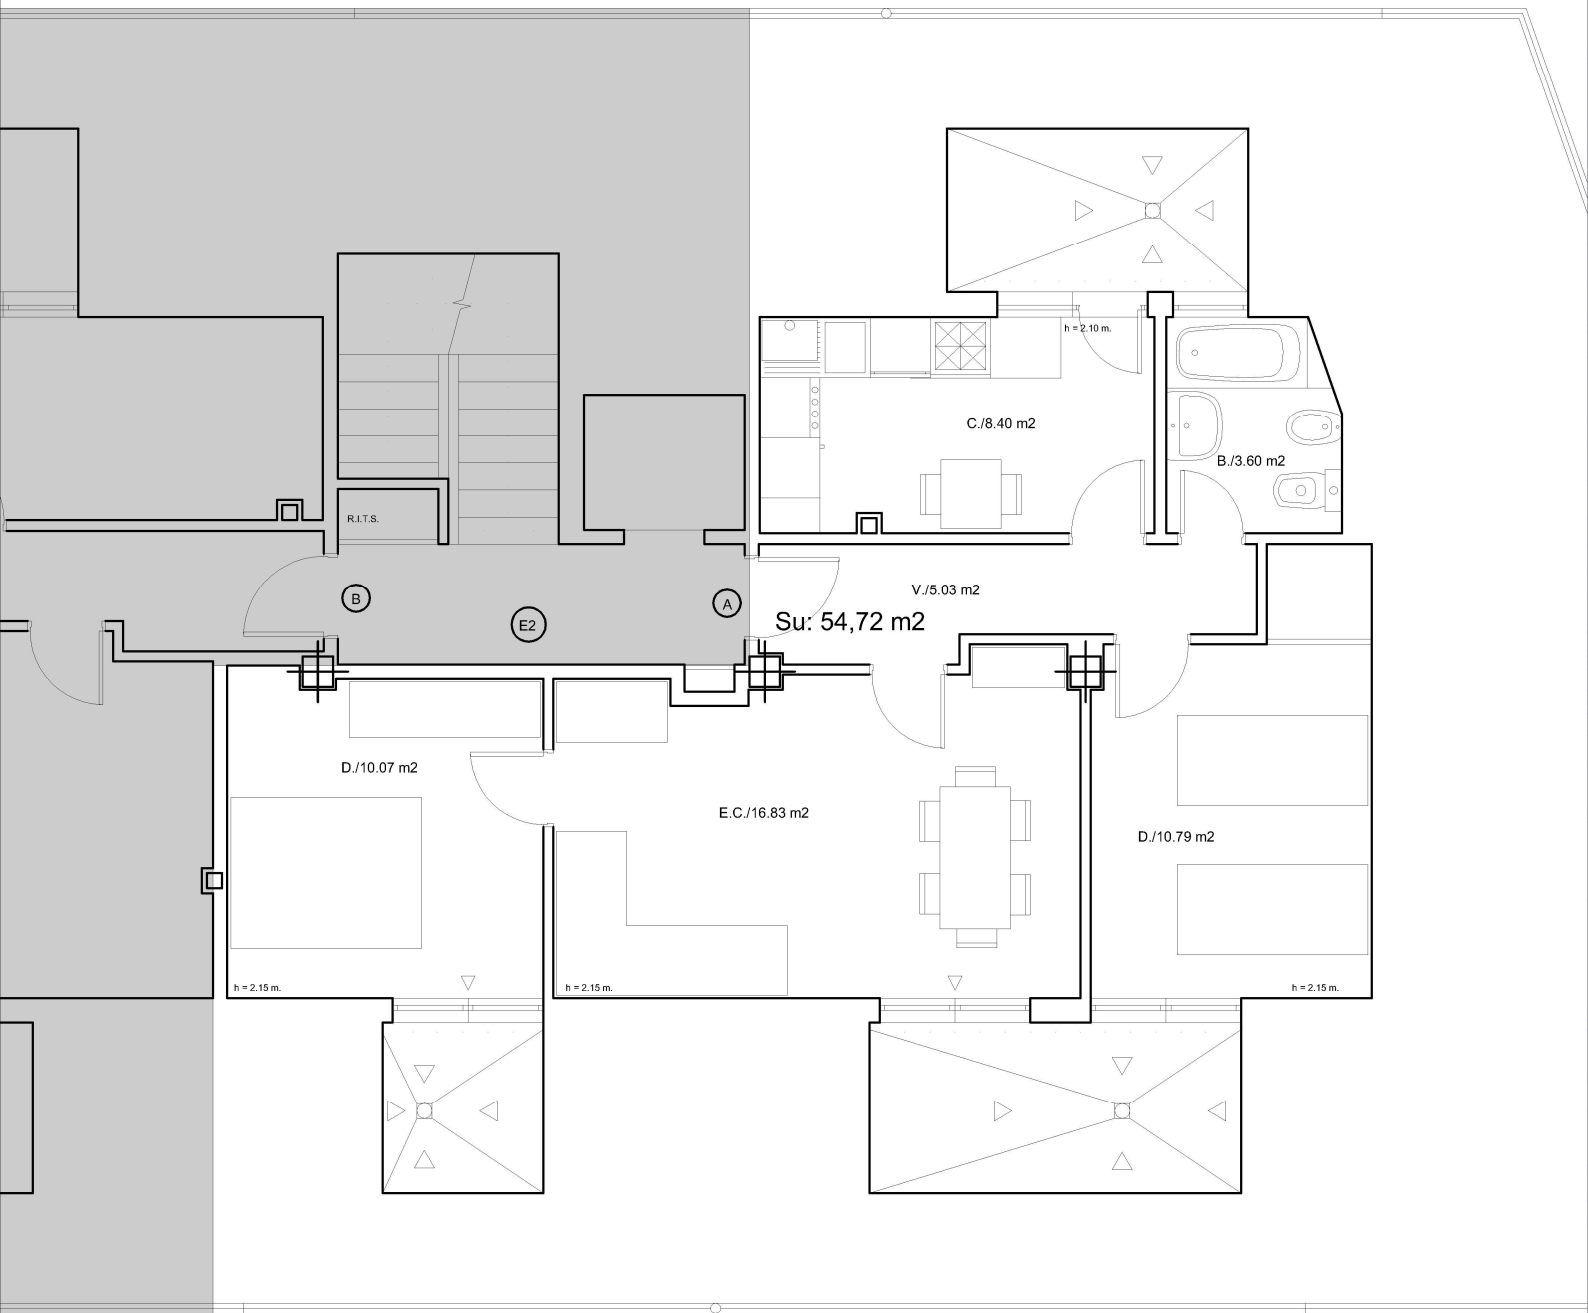 h = 2.10 m.
C./8.40 m2
B./3.60 m2
R.I.T.S.
V./5.03 m2
B
A
E2
Su: 54,72 m2
D./10.07 m2
E.C./16.83 m2
D./10.79 m2
h = 2.15 m.
h = 2.15 m.
h = 2.15 m.